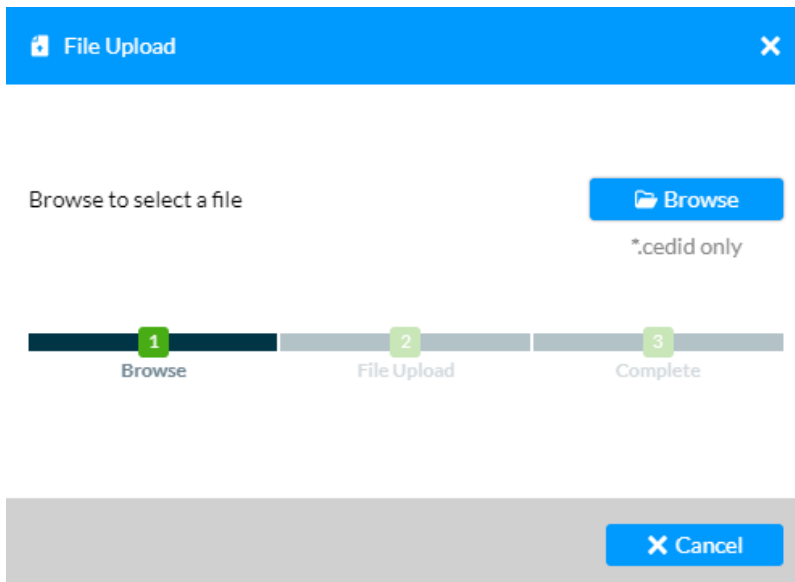 File Upload
Browse to select a file
Browse
*.cedid only
1
2
3
Browse
File Upload
Complete
Cancel